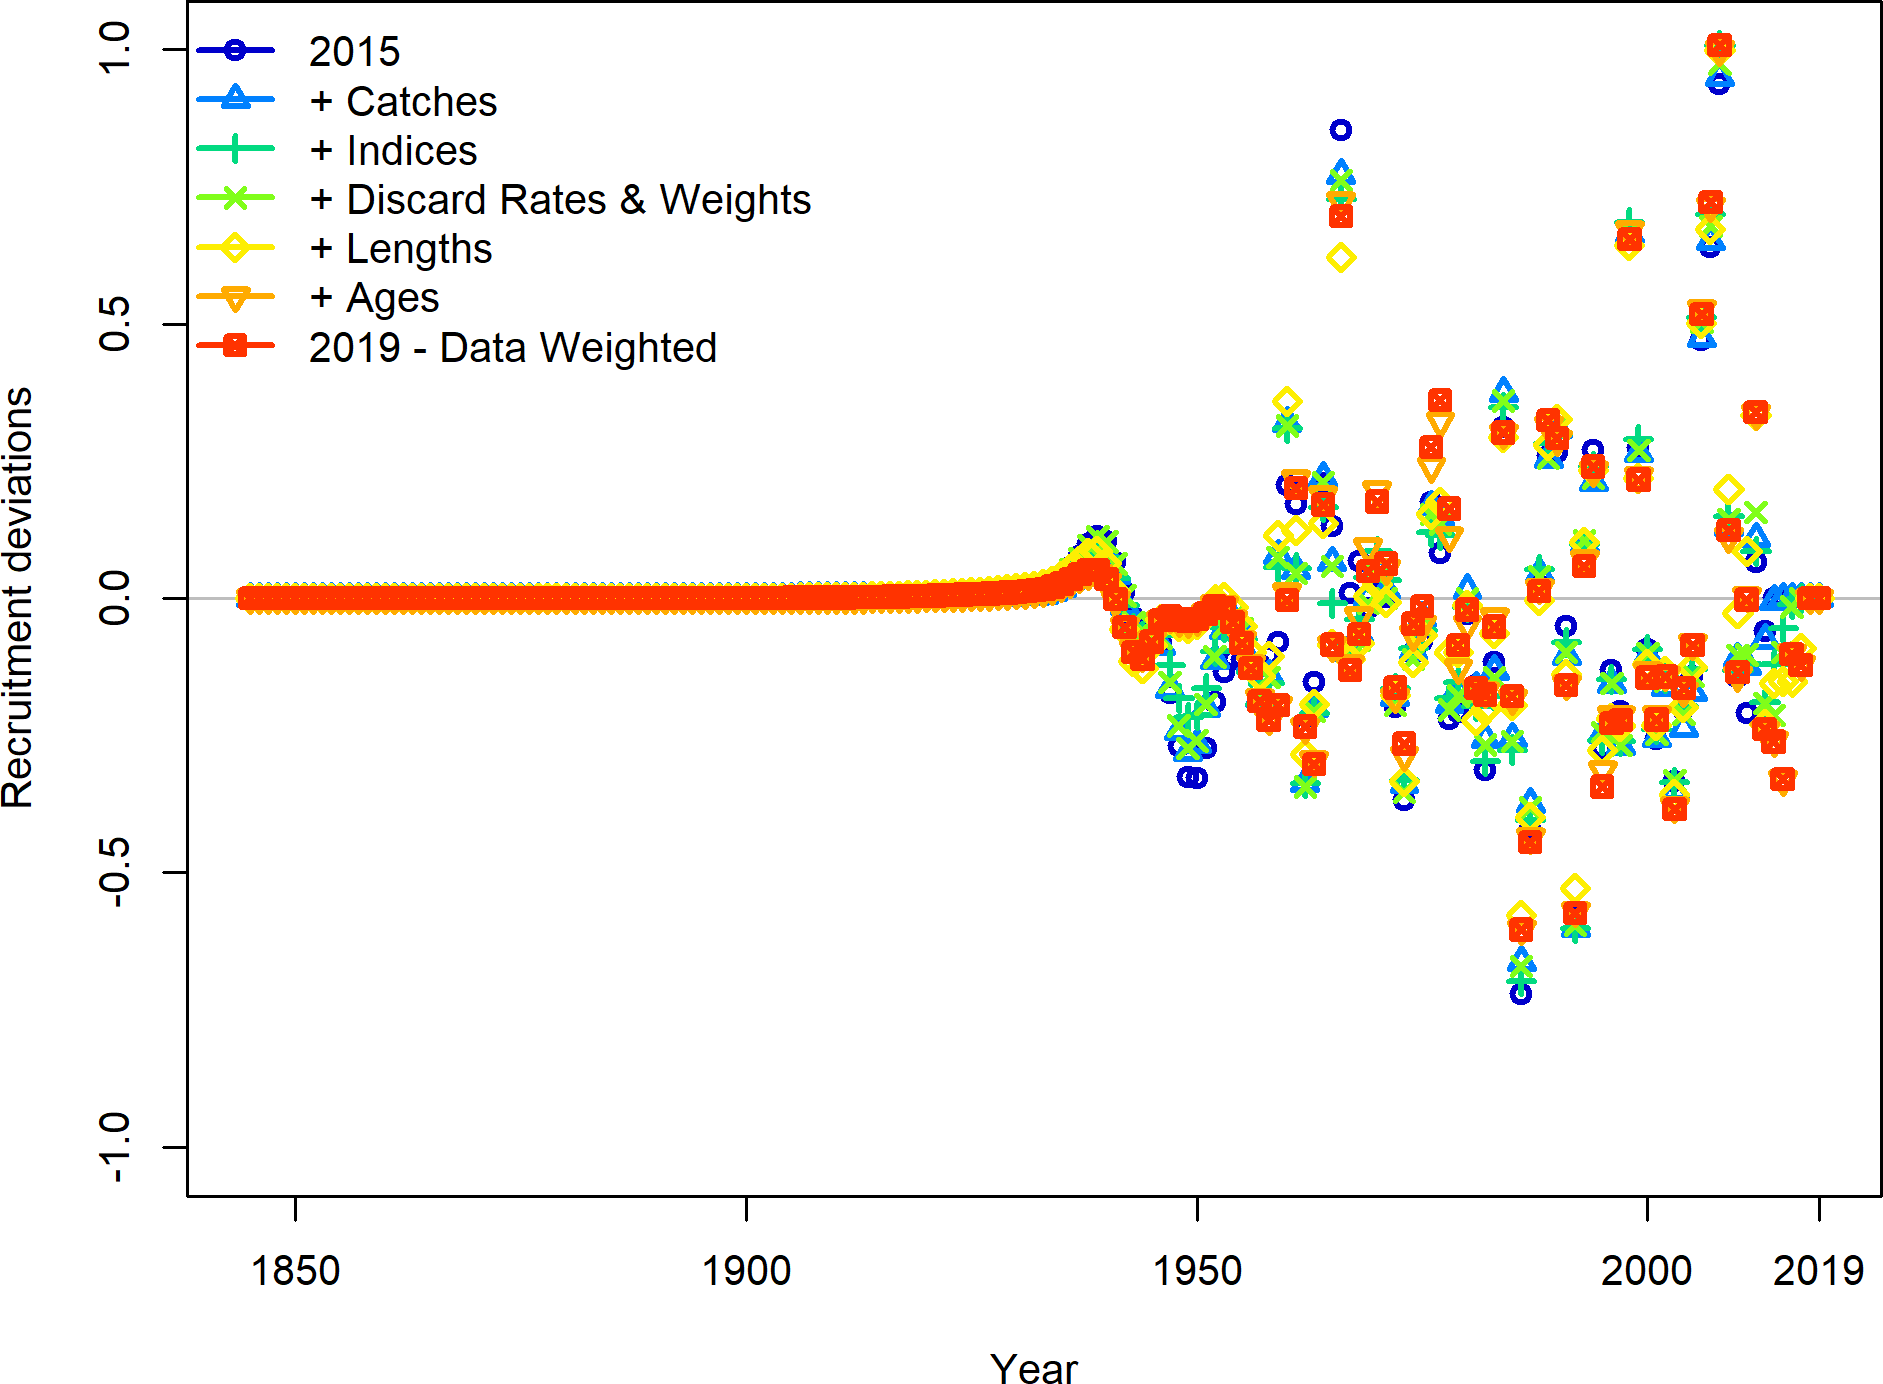 2015
+ Catches
+ Indices
+ Discard Rates & Weights
+ Lengths
+ Ages
2019 - Data Weighted
Recruitment deviations
1.0
0.5
0.0
-0.5
-1.0
1850 1900 1950 2000 2019
Year